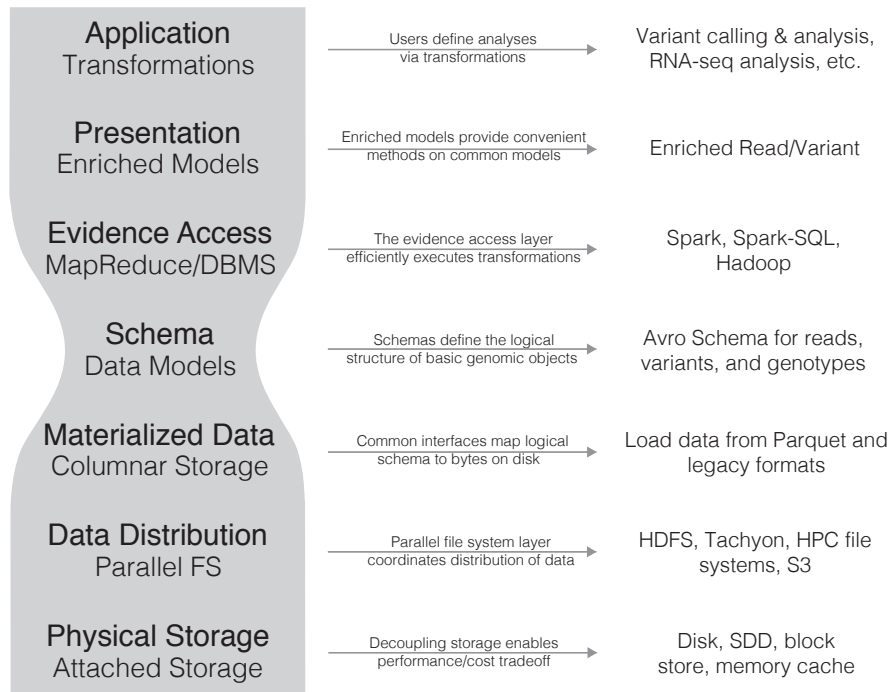 Application
Transformations
Users define analyses
via transformations
Variant calling & analysis,
RNA-seq analysis, etc.
Presentation
Enriched Models
Enriched models provide convenient
methods on common models
Enriched Read/Variant
Evidence Access
MapReduce/DBMS
The evidence access layer
efficiently executes transformations
Spark, Spark-SQL,
Hadoop
Schema
Data Models
Schemas define the logical
structure of basic genomic objects
Avro Schema for reads,
variants, and genotypes
Materialized Data
Columnar Storage
Common interfaces map logical
schema to bytes on disk
Load data from Parquet and
legacy formats
Data Distribution
Parallel FS
Parallel file system layer
coordinates distribution of data
HDFS, Tachyon, HPC file
systems, S3
Physical Storage
Attached Storage
Decoupling storage enables
performance/cost tradeoff
Disk, SDD, block
store, memory cache